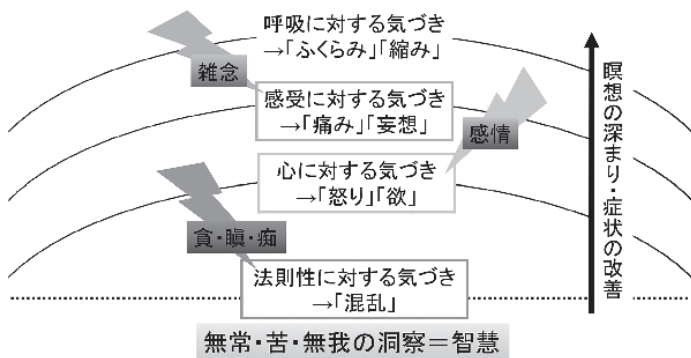 呼吸に対する気づき
→「ふくらみ」「縮み」
雑念
感受に対する気づき
→「痛み」「妄想」
感情
心に対する気づき
→「怒り」「欲」
貪・瞋・痴
法則性に対する気づき
→「混乱」
無常・苦・無我の洞察＝智慧
瞑想の深まり・症状の改善